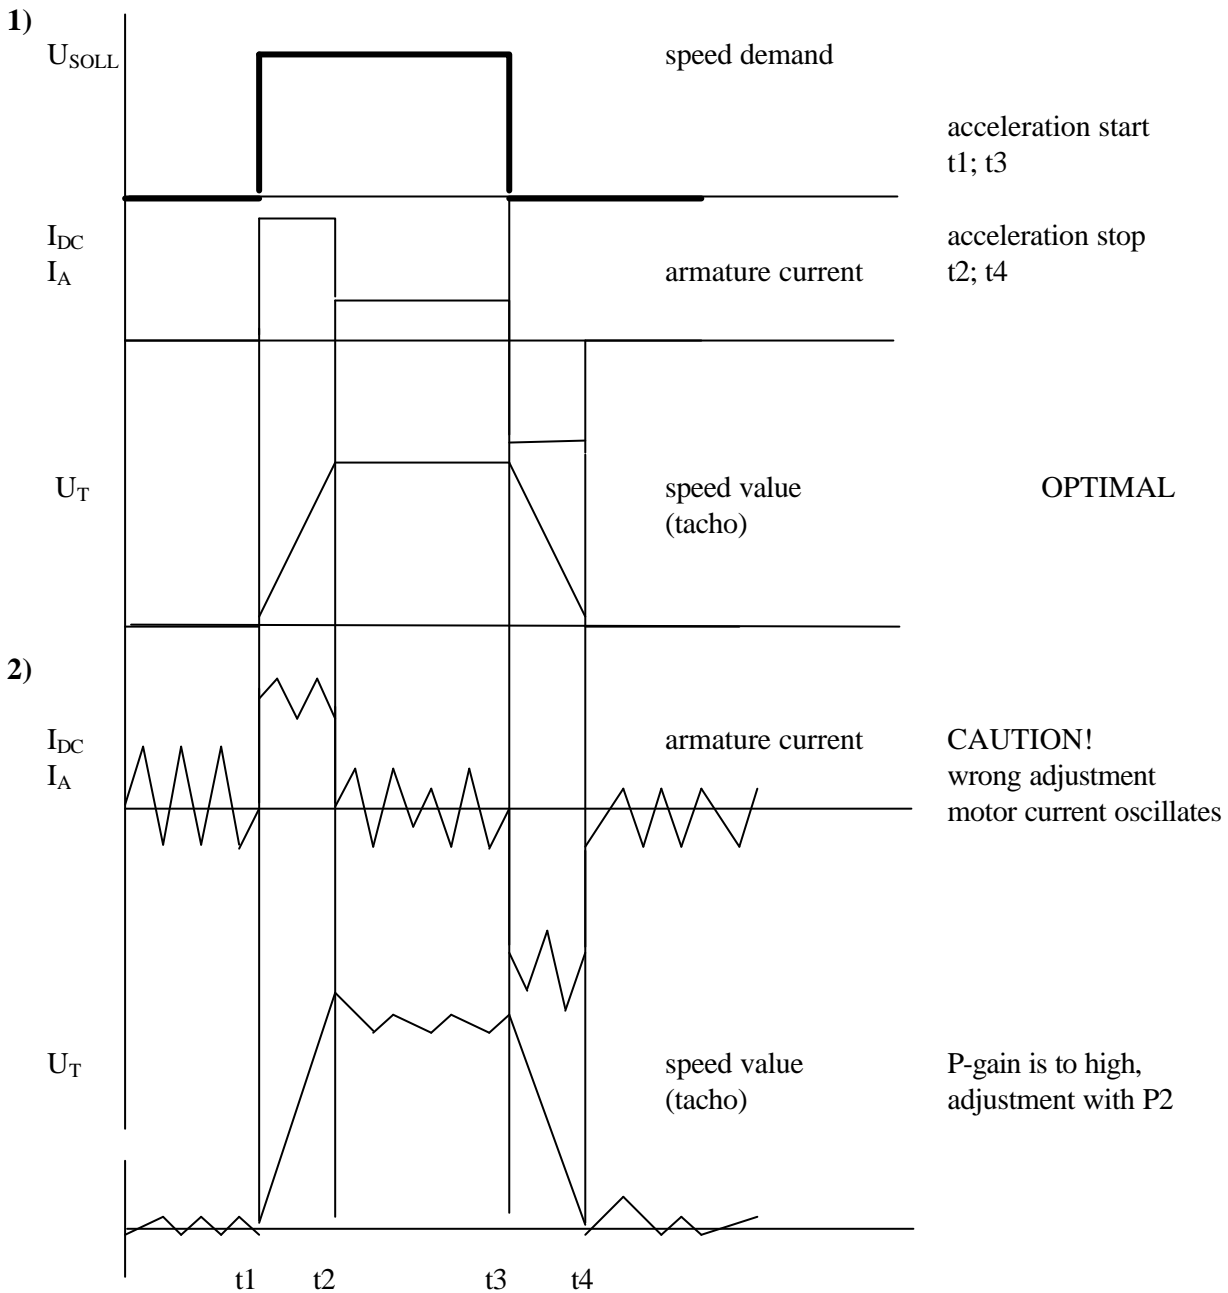 1)
U_SOLL speed demand
acceleration start
t1; t3
I_DC acceleration stop
I_A armature current t2; t4
U_T speed value OPTIMAL
(tacho)
2)
I_DC armature current CAUTION!
I_A wrong adjustment
motor current oscillates
U_T speed value P-gain is to high,
(tacho) adjustment with P2
t1 t2 t3 t4